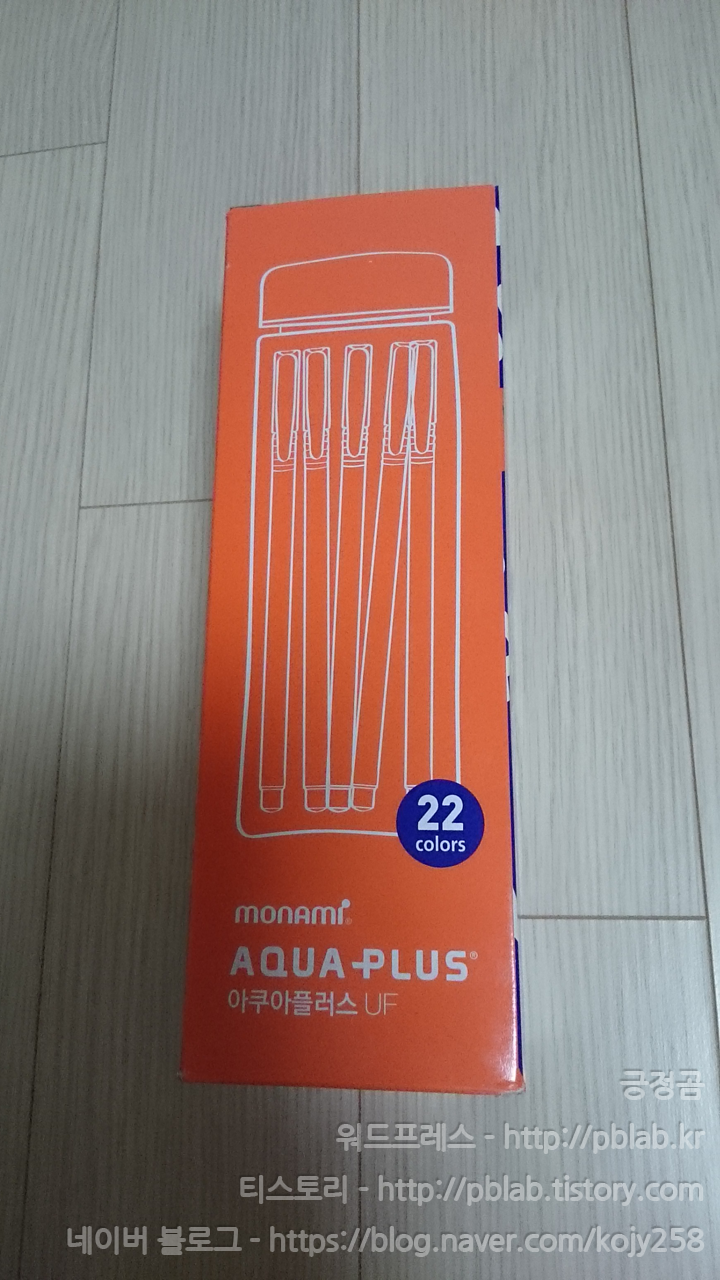 22
colors
monami®
AQUA-PLUS®
아쿠아플러스 UF
긍정곰
워드프레스 - http://pblab.kr
티스토리 - http://pblab.tistory.com
네이버 블로그 - https://blog.naver.com/kojy258